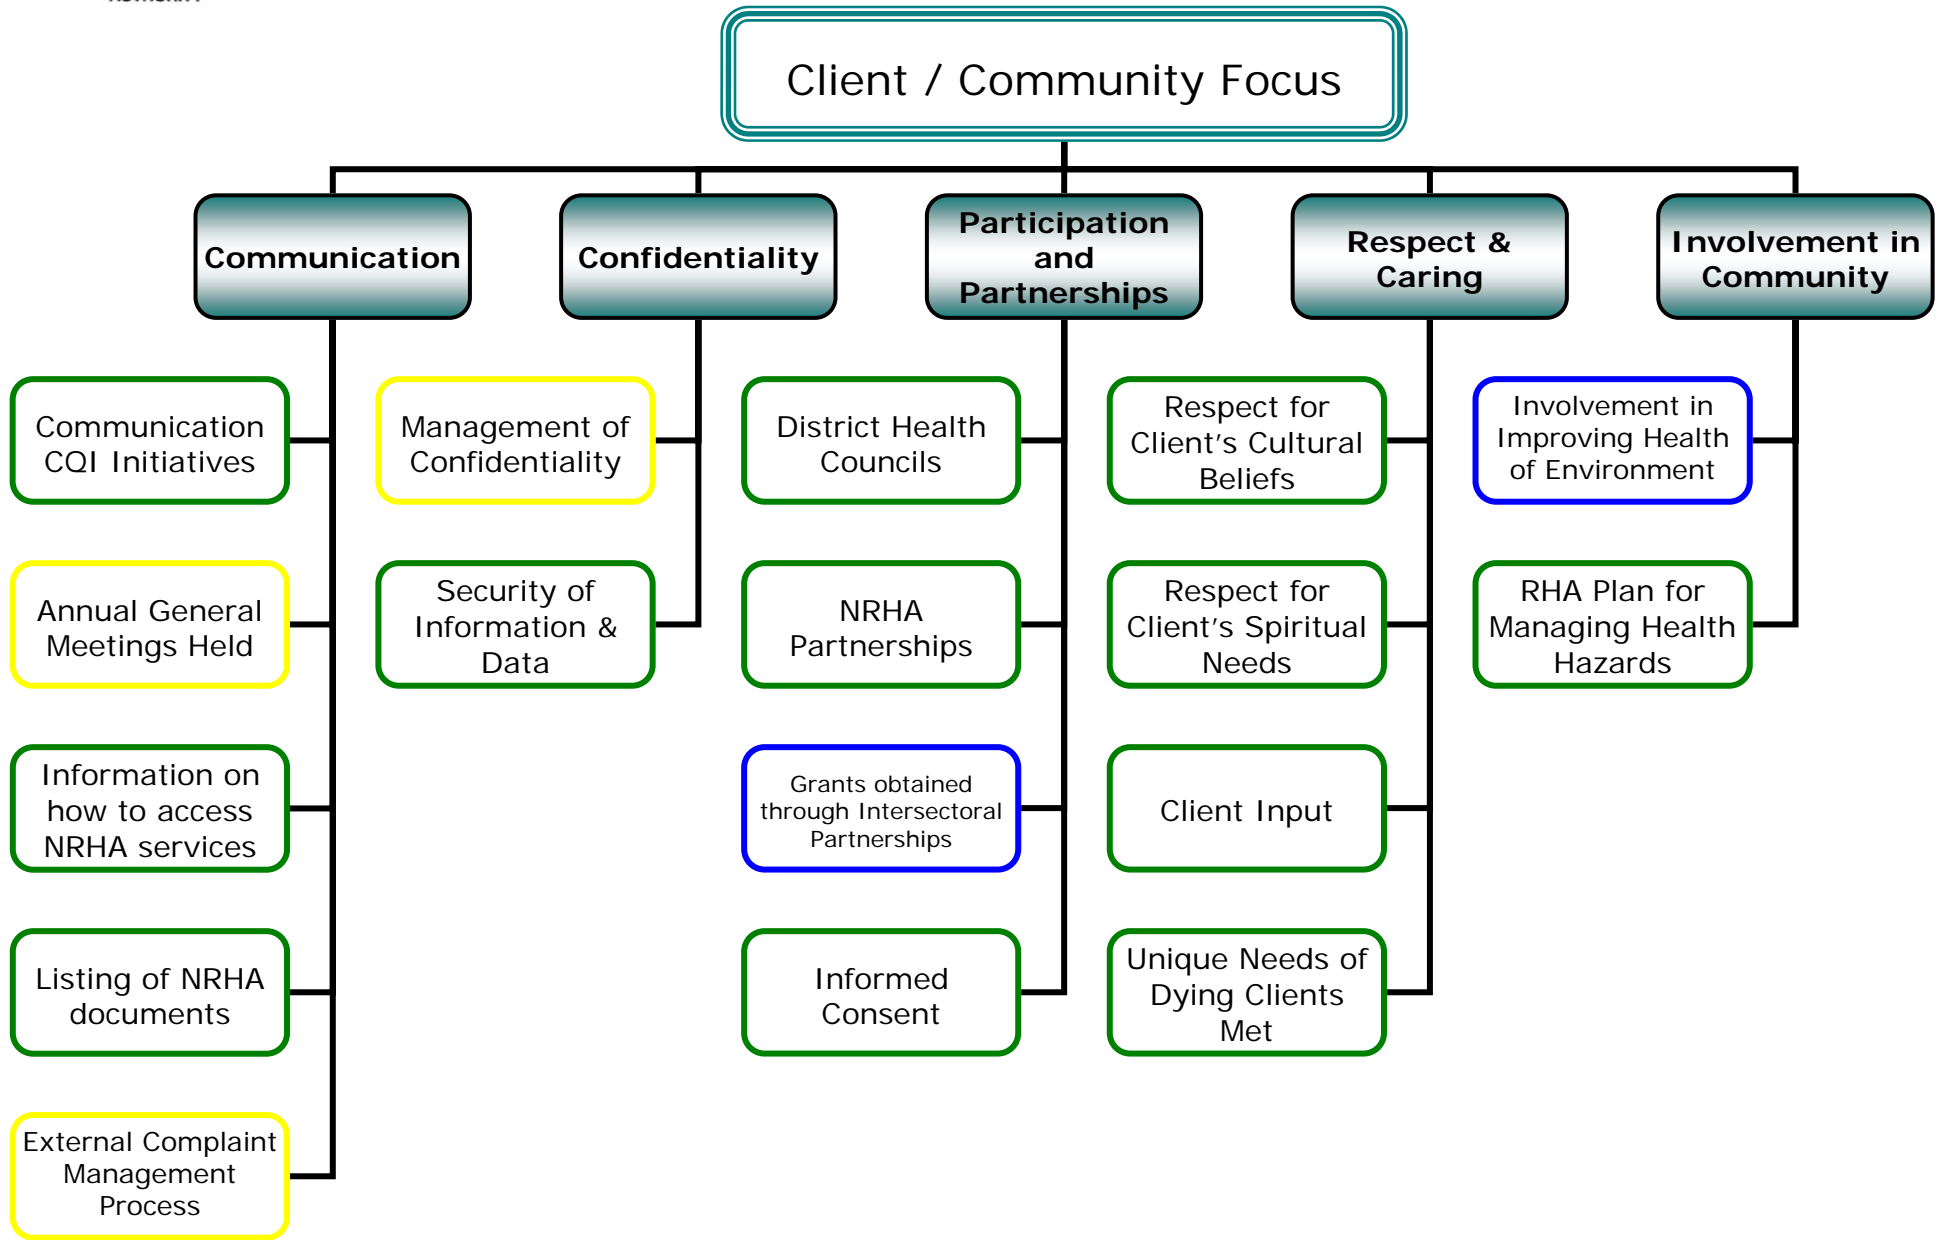 Client / Community Focus
Communication
Confidentiality
Participation
and
Partnerships
Respect &
Caring
Involvement in
Community
Communication
CQI Initiatives
Annual General
Meetings Held
Information on
how to access
NRHA services
Listing of NRHA
documents
External Complaint
Management
Process
Management of
Confidentiality
Security of
Information &
Data
District Health
Councils
NRHA
Partnerships
Grants obtained
through Intersectoral
Partnerships
Informed
Consent
Respect for
Client's Cultural
Beliefs
Respect for
Client's Spiritual
Needs
Client Input
Unique Needs of
Dying Clients
Met
Involvement in
Improving Health
of Environment
RHA Plan for
Managing Health
Hazards